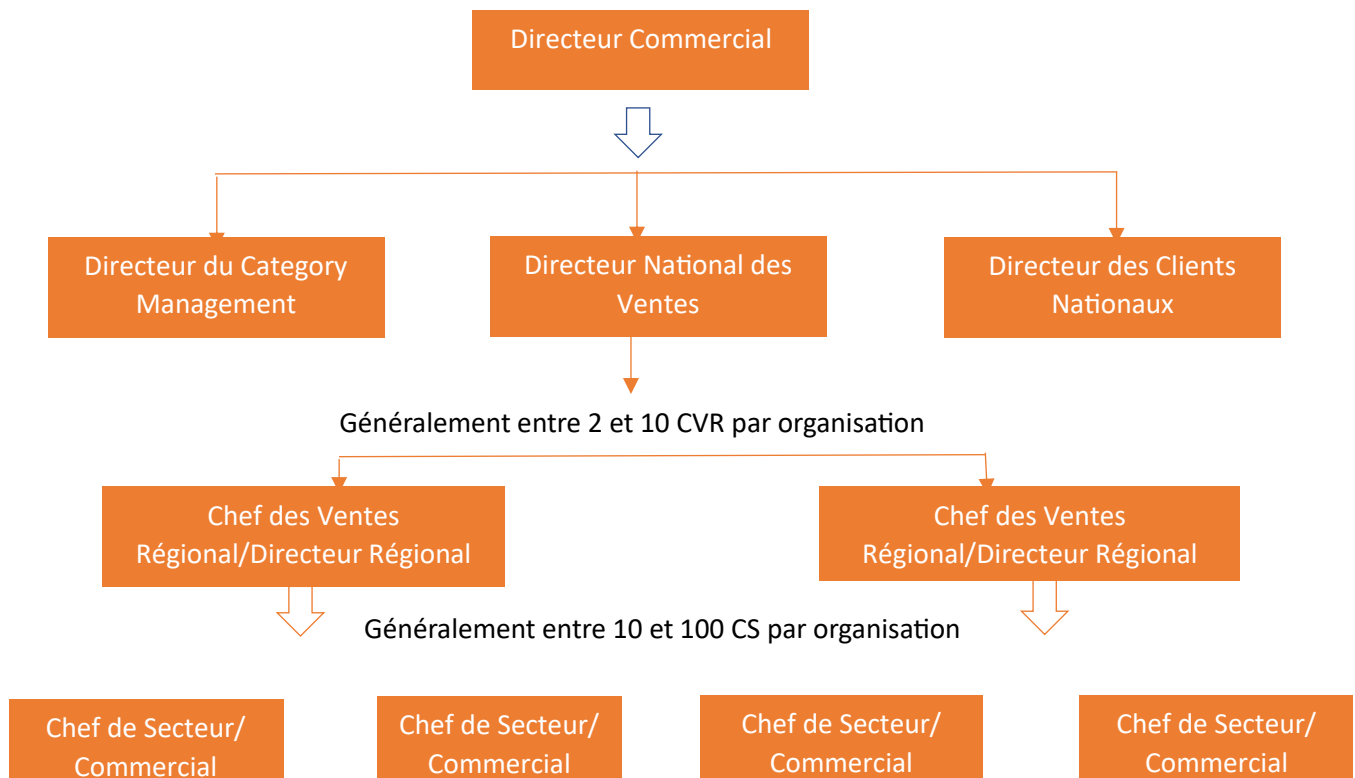 Directeur Commercial
Directeur du Category
Management
Directeur National des
Ventes
Directeur des Clients
Nationaux
Généralement entre 2 et 10 CVR par organisation
Chef des Ventes
Régional/Directeur Régional
Chef des Ventes
Régional/Directeur Régional
Généralement entre 10 et 100 CS par organisation
Chef de Secteur/
Commercial
Chef de Secteur/
Commercial
Chef de Secteur/
Commercial
Chef de Secteur/
Commercial